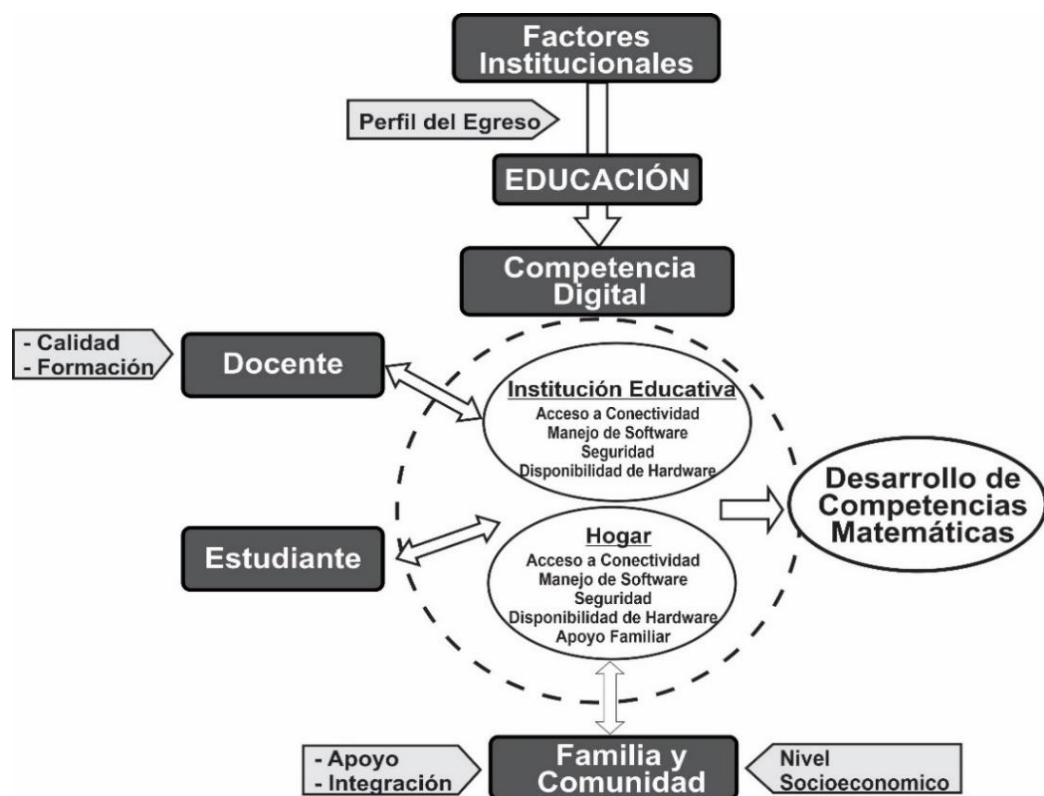 Factores
Institucionales
Perfil del Egreso
EDUCACIÓN
Competencia
Digital
- Calidad
- Formación
Docente
Institución Educativa
Acceso a Conectividad
Manejo de Software
Seguridad
Disponibilidad de Hardware
Desarrollo de
Competencias
Matemáticas
Estudiante
Hogar
Acceso a Conectividad
Manejo de Software
Seguridad
Disponibilidad de Hardware
Apoyo Familiar
- Apoyo
- Integración
Familia y
Comunidad
Nivel
Socioeconomico